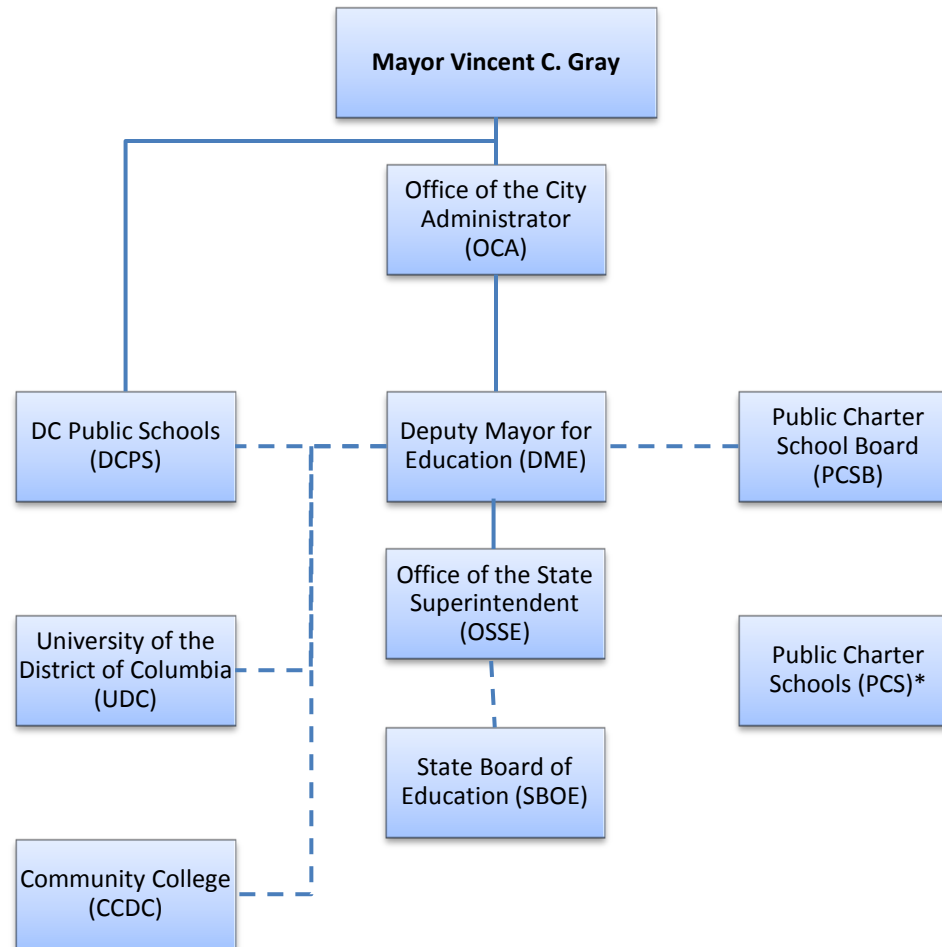 Mayor Vincent C. Gray
Office of the City
Administrator
(OCA)
DC Public Schools
(DCPS)
Deputy Mayor for
Education (DME)
Public Charter
School Board
(PCSB)
Office of the State
Superintendent
(OSSE)
University of the
District of Columbia
(UDC)
Public Charter
Schools (PCS)*
State Board of
Education (SBOE)
Community College
(CCDC)